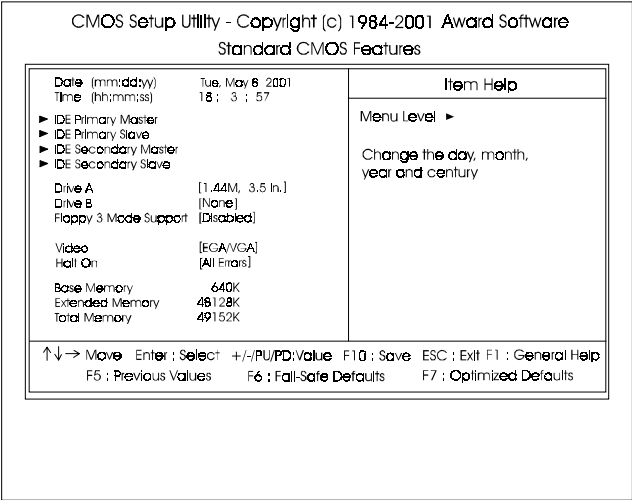 CMOS Setup Utility - Copyright (c) 1984-2001 Award Software
Standard CMOS Features
Date (mm:dd:yy) Tue, May 8 2001
Time (hh:mm:ss) 16 : 3 : 57
► IDE Primary Master
► IDE Primary Slave
► IDE Secondary Master
► IDE Secondary Slave
Drive A [1.44M, 3.5 In.]
Drive B [None]
Floppy 3 Mode Support [Disabled]
Video [EGA/VGA]
Halt On [All Errors]
Base Memory 640K
Extended Memory 48128K
Total Memory 49152K
Item Help
Menu Level ►
Change the day, month,
year and century
↑↓→ Move Enter : Select +/-/PU/PD:Value F10 : Save ESC : Exit F1 : General Help
F5 : Previous Values F6 : Fail-Safe Defaults F7 : Optimized Defaults